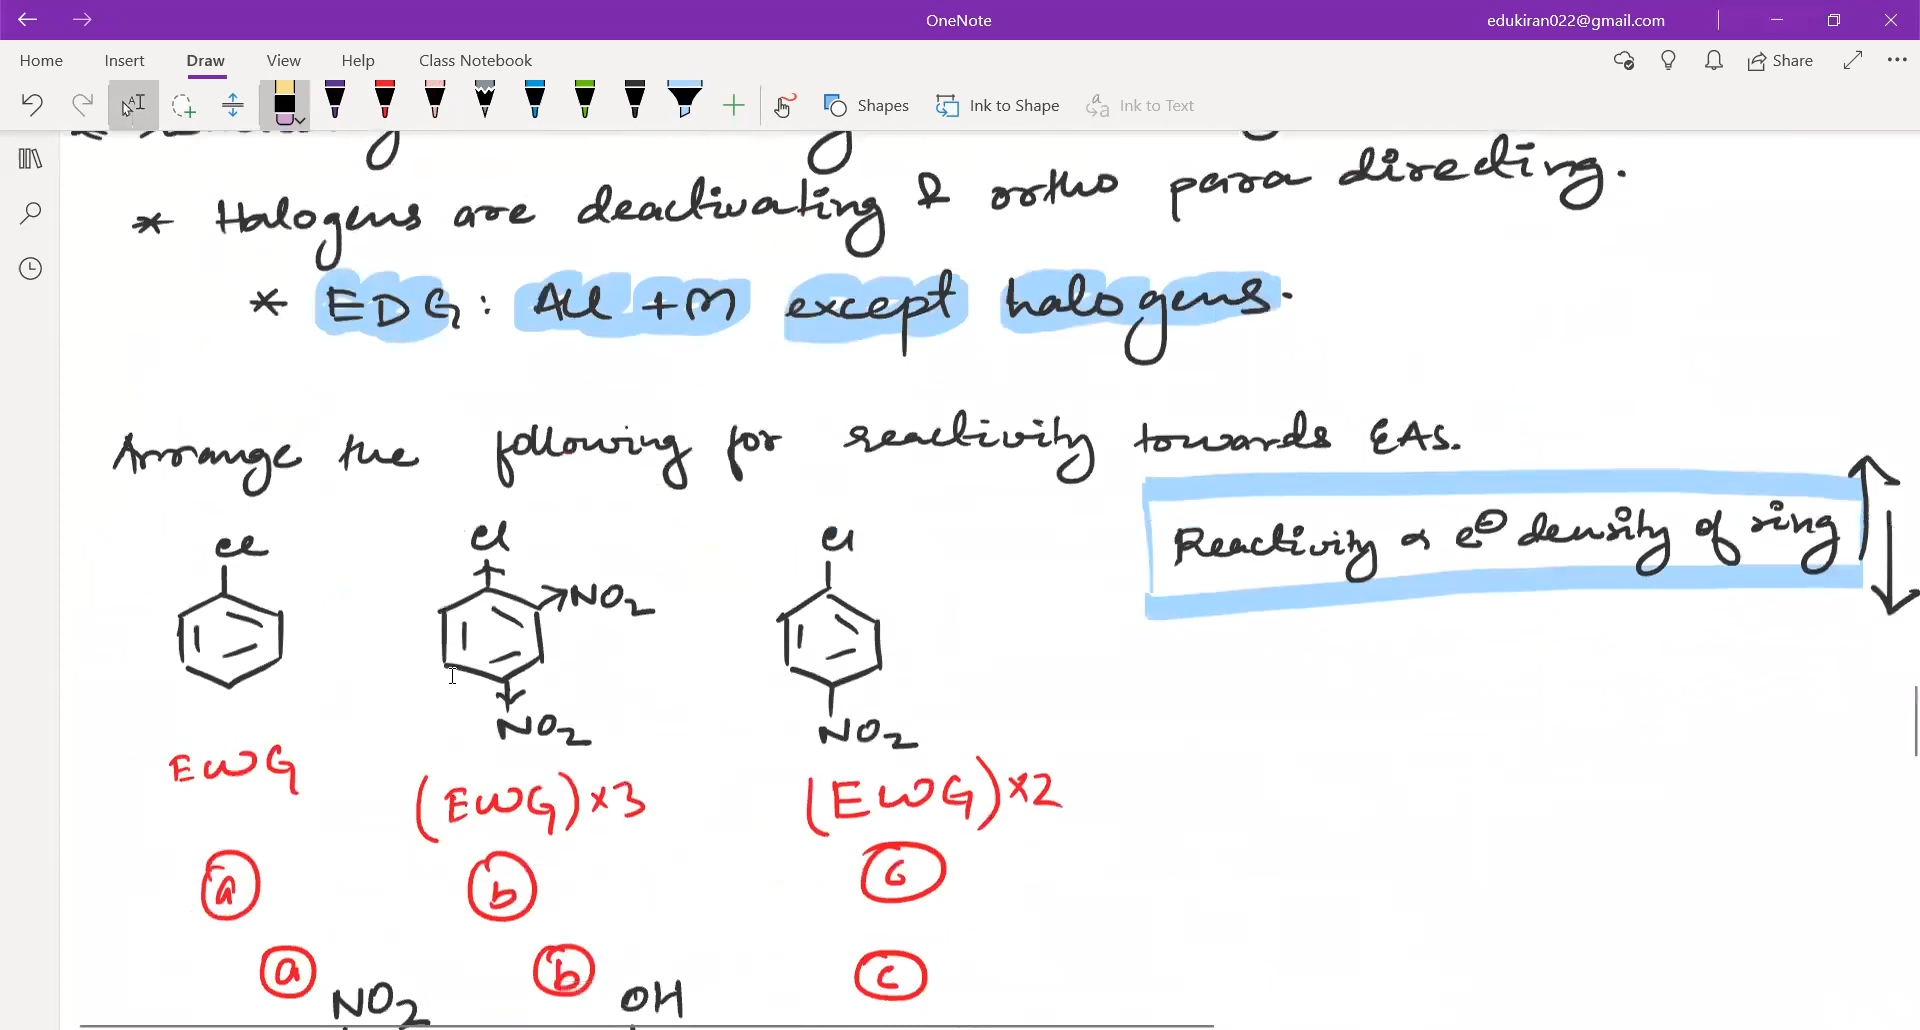 OneNote
edukiran022@gmail.com
Home Insert Draw View Help Class Notebook
Share
Shapes Ink to Shape Ink to Text
* Halogens are deactivating & ortho para directing.
* EDG: All +M except halogens.
Arrange the following for reactivity towards EAS.
Reactivity ∝ e⊖ density of ring
Cl Cl Cl
NO2
NO2 NO2
EWG (EWG)×3 (EWG)×2
a b c
a b c
NO2 OH